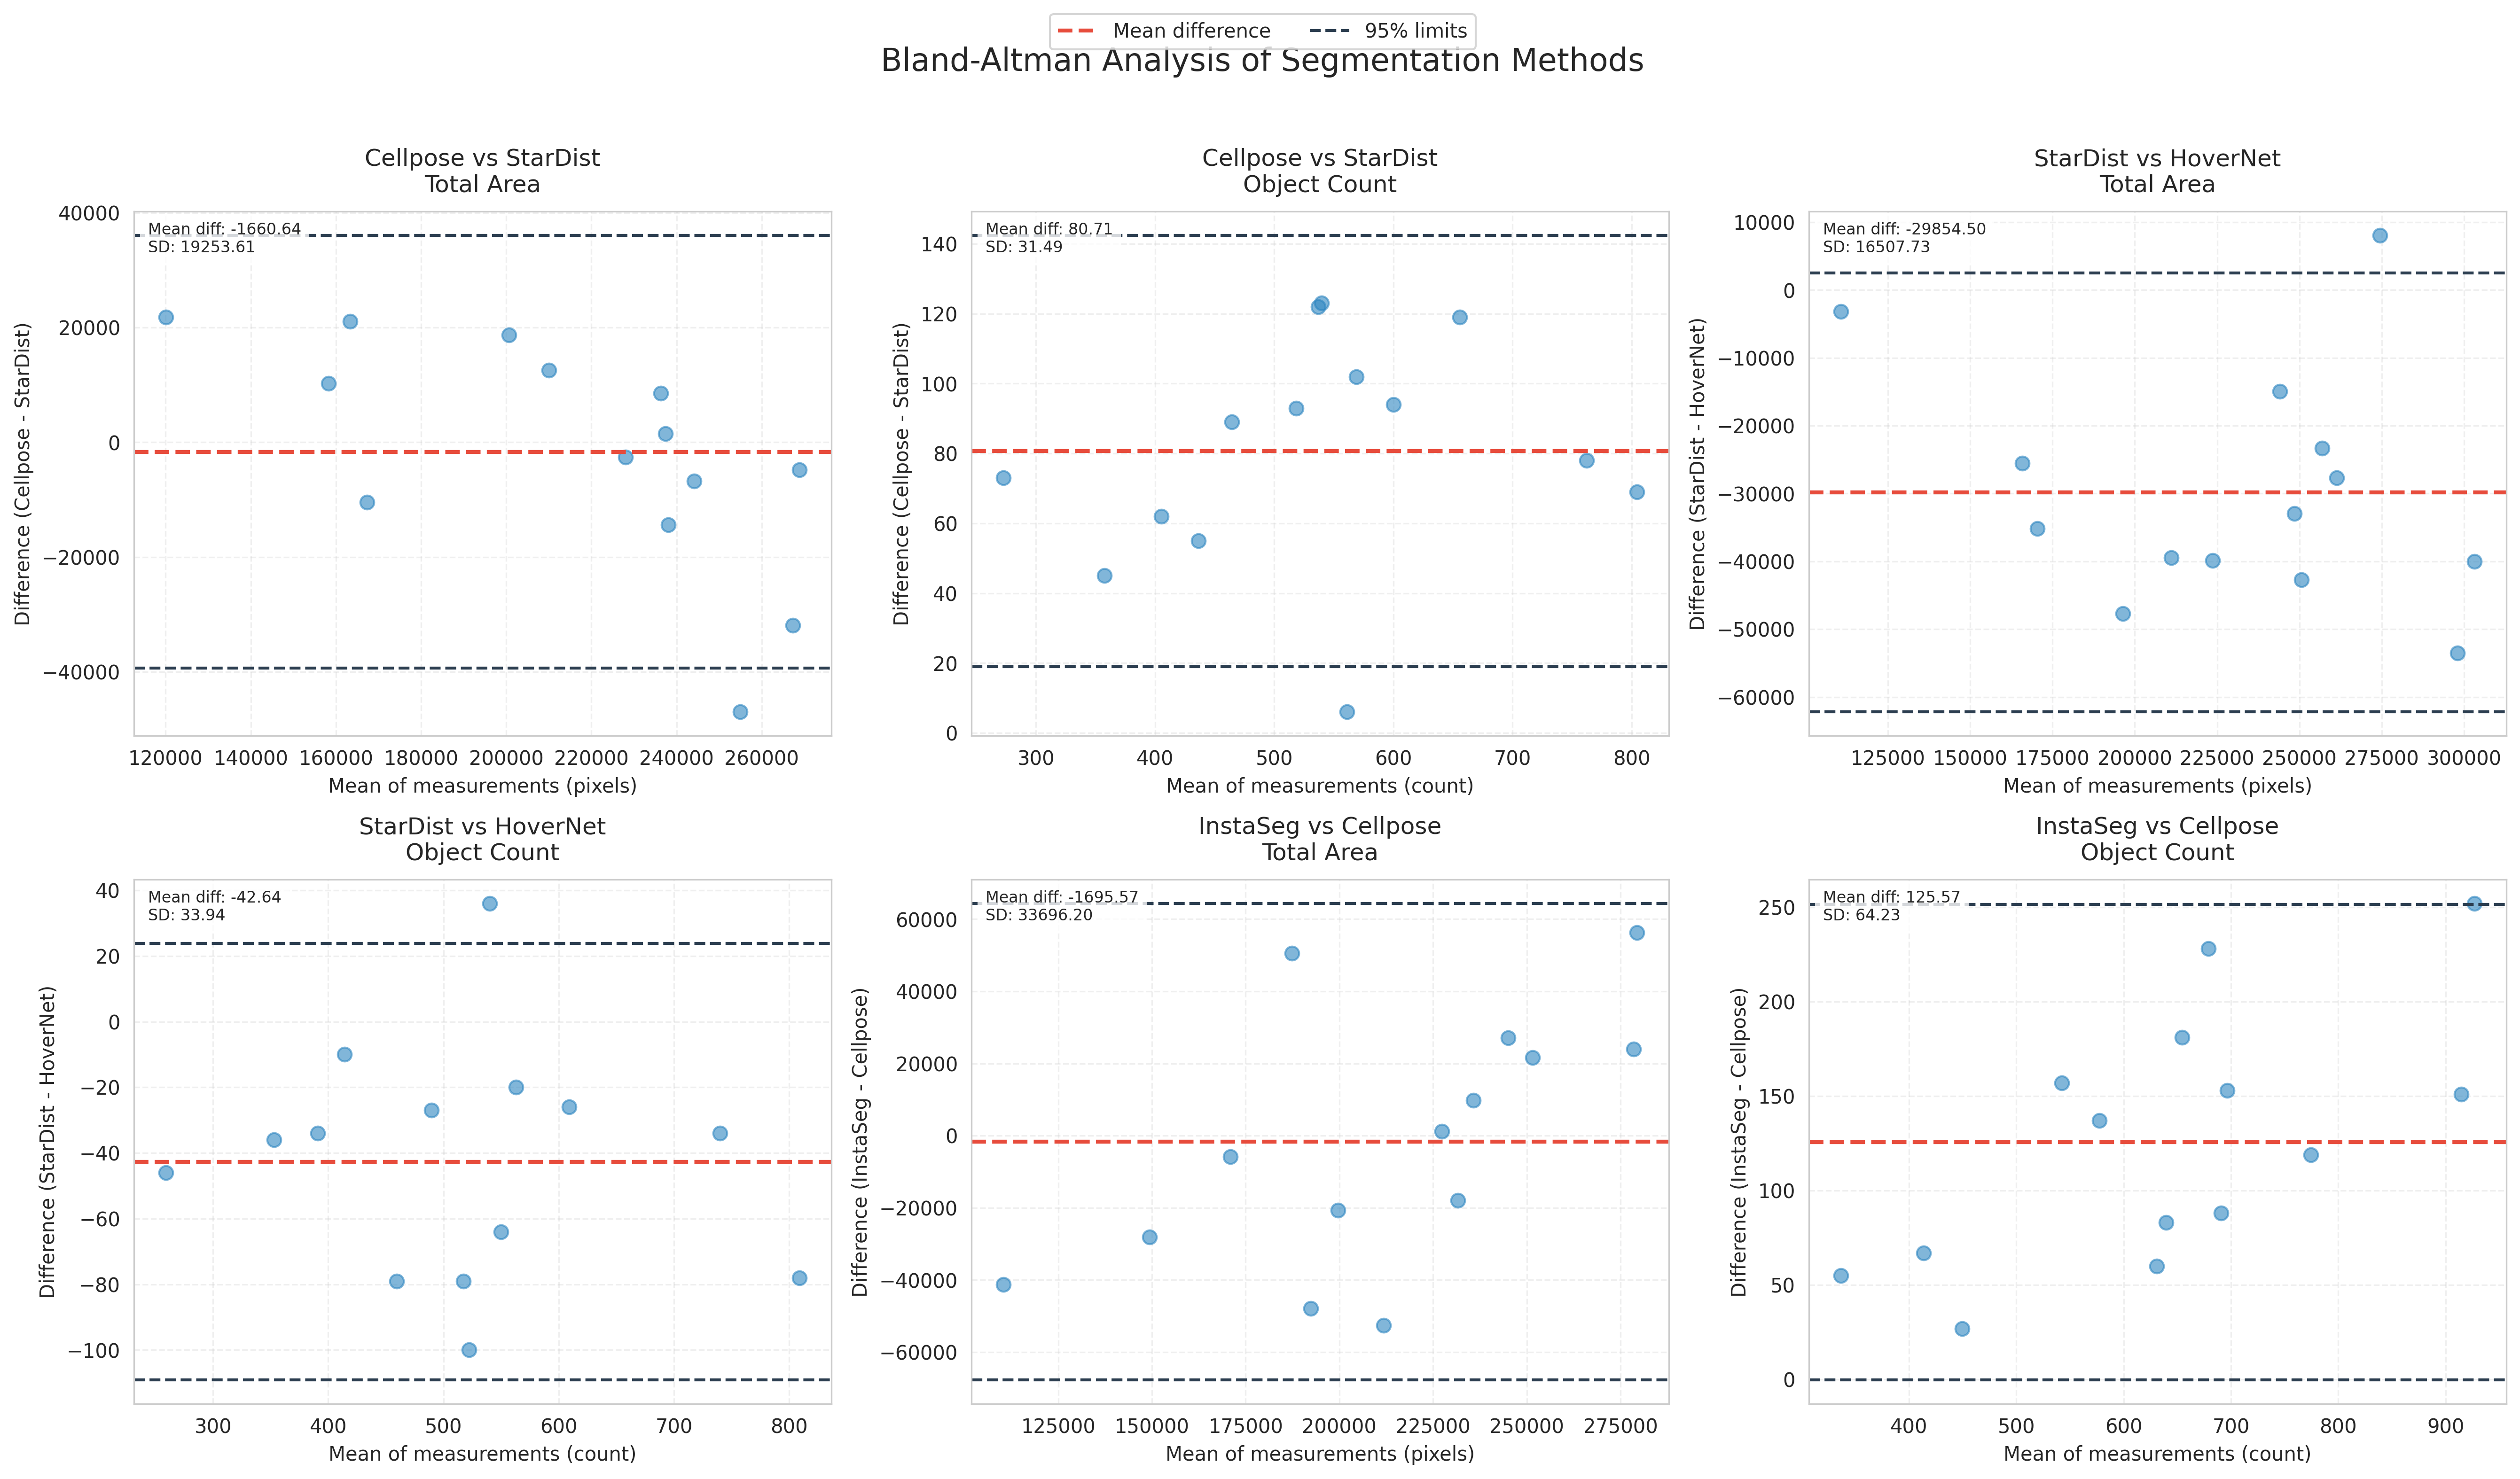 Mean difference 95% limits
Bland-Altman Analysis of Segmentation Methods
Cellpose vs StarDist
Total Area
Mean diff: -1660.64
SD: 19253.61
Difference (Cellpose - StarDist)
40000
20000
0
−20000
−40000
120000 140000 160000 180000 200000 220000 240000 260000
Mean of measurements (pixels)
Cellpose vs StarDist
Object Count
Mean diff: 80.71
SD: 31.49
Difference (Cellpose - StarDist)
140
120
100
80
60
40
20
0
300 400 500 600 700 800
Mean of measurements (count)
StarDist vs HoverNet
Total Area
Mean diff: -29854.50
SD: 16507.73
Difference (StarDist - HoverNet)
10000
0
−10000
−20000
−30000
−40000
−50000
−60000
125000 150000 175000 200000 225000 250000 275000 300000
Mean of measurements (pixels)
StarDist vs HoverNet
Object Count
Mean diff: -42.64
SD: 33.94
Difference (StarDist - HoverNet)
40
20
0
−20
−40
−60
−80
−100
300 400 500 600 700 800
Mean of measurements (count)
InstaSeg vs Cellpose
Total Area
Mean diff: -1695.57
SD: 33696.20
Difference (InstaSeg - Cellpose)
60000
40000
20000
0
−20000
−40000
−60000
125000 150000 175000 200000 225000 250000 275000
Mean of measurements (pixels)
InstaSeg vs Cellpose
Object Count
Mean diff: 125.57
SD: 64.23
Difference (InstaSeg - Cellpose)
250
200
150
100
50
0
400 500 600 700 800 900
Mean of measurements (count)